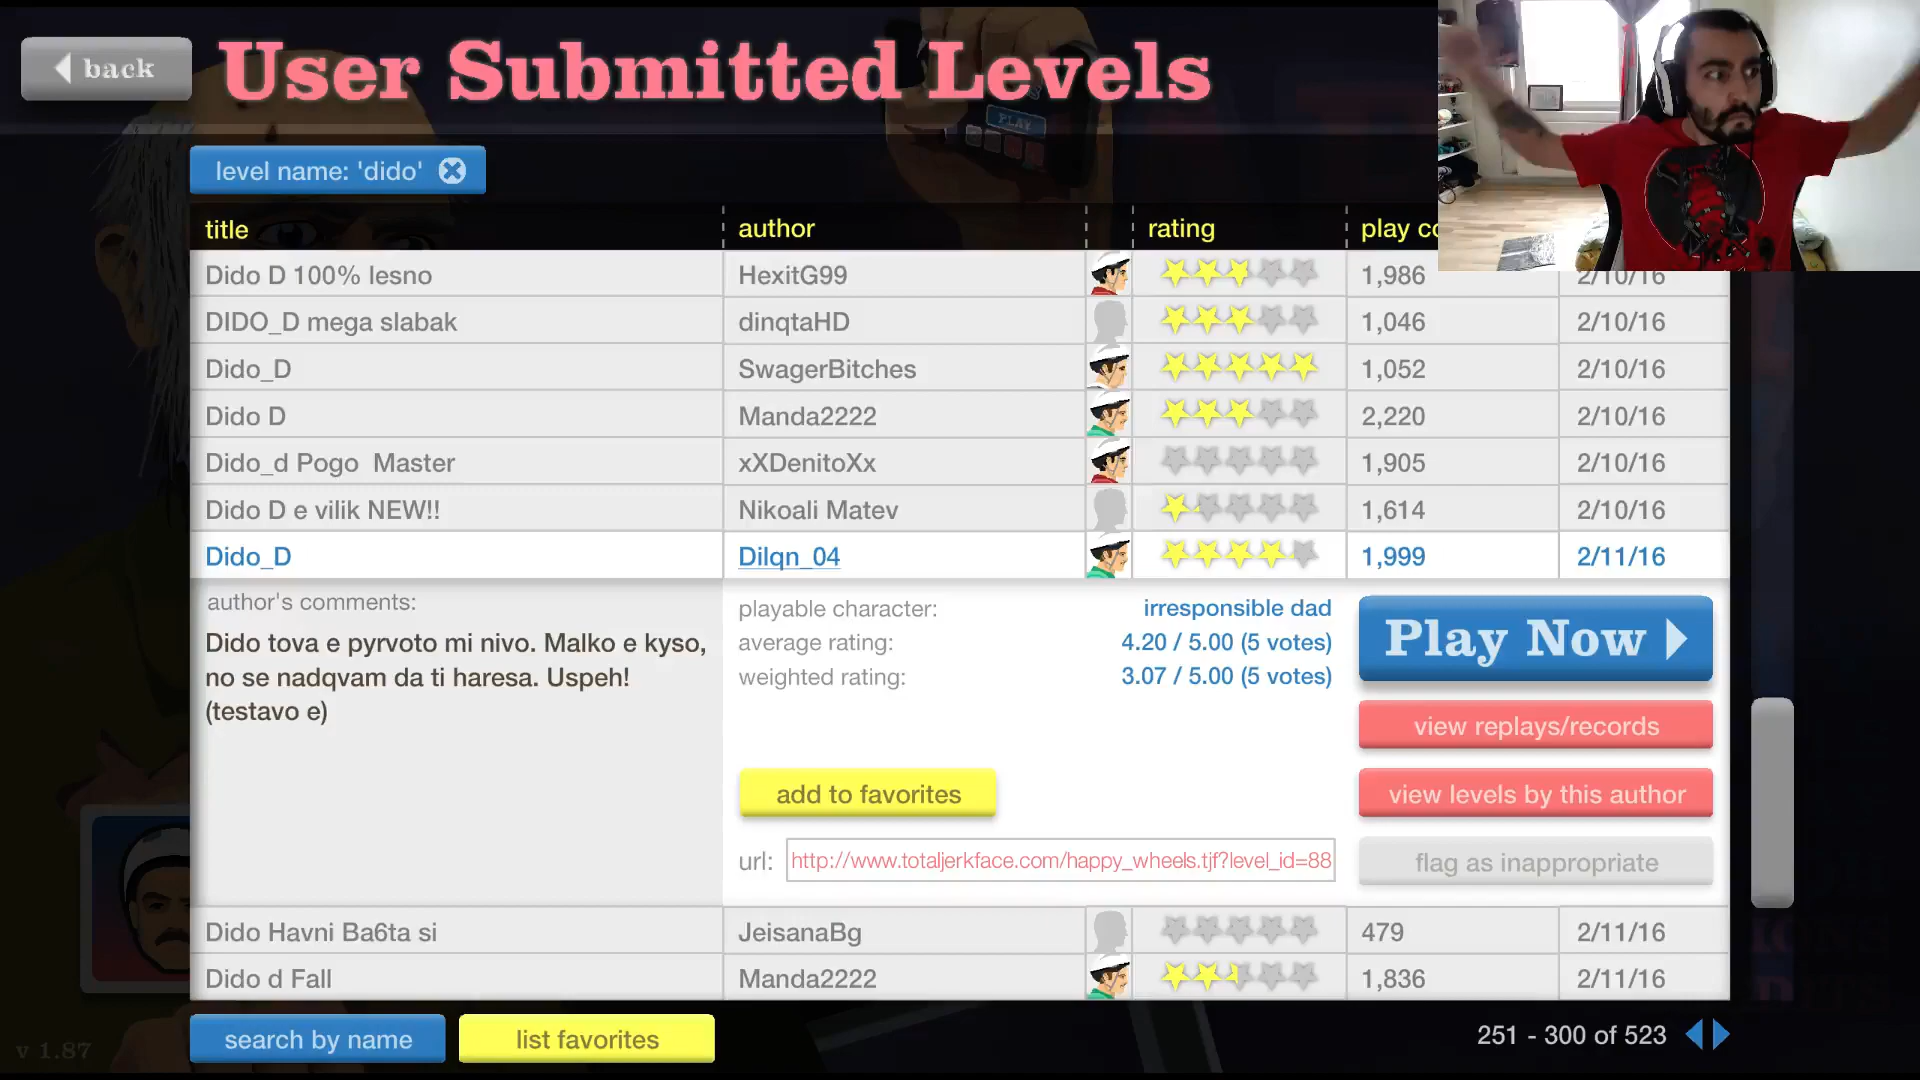 back
User Submitted Levels
PLAY
level name: 'dido'
title author rating play co
Dido D 100% lesno HexitG99 1,986 2/10/16
DIDO_D mega slabak dinqtaHD 1,046 2/10/16
Dido_D SwagerBitches 1,052 2/10/16
Dido D Manda2222 2,220 2/10/16
Dido_d Pogo Master xXDenitoXx 1,905 2/10/16
Dido D e vilik NEW!! Nikoali Matev 1,614 2/10/16
Dido_D Dilqn_04 1,999 2/11/16
author's comments:
Dido tova e pyrvoto mi nivo. Malko e kyso,
no se nadqvam da ti haresa. Uspeh!
(testavo e)
playable character: irresponsible dad
average rating: 4.20 / 5.00 (5 votes)
weighted rating: 3.07 / 5.00 (5 votes)
Play Now
view replays/records
add to favorites
view levels by this author
url: http://www.totaljerkface.com/happy_wheels.tjf?level_id=88
flag as inappropriate
Dido Havni Ba6ta si JeisanaBg 479 2/11/16
Dido d Fall Manda2222 1,836 2/11/16
search by name
list favorites
251 - 300 of 523
v 1.87